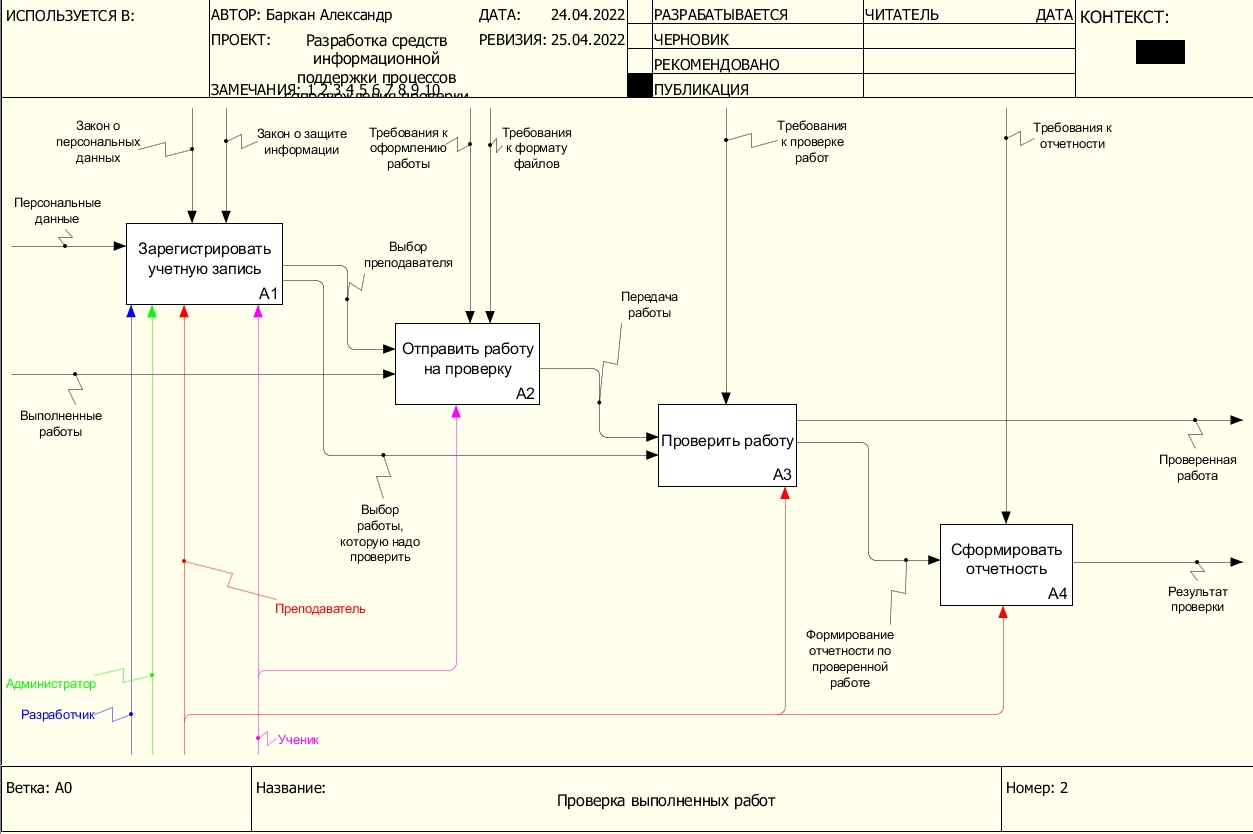 ИСПОЛЬЗУЕТСЯ В:
АВТОР: Баркан Александр
ДАТА: 24.04.2022
РАЗРАБАТЫВАЕТСЯ
ЧИТАТЕЛЬ
ДАТА
КОНТЕКСТ:
ПРОЕКТ: Разработка средств
информационной
поддержки процессов
сопровождения проверки
РЕВИЗИЯ: 25.04.2022
ЧЕРНОВИК
РЕКОМЕНДОВАНО
ЗАМЕЧАНИЯ: 1 2 3 4 5 6 7 8 9 10
ПУБЛИКАЦИЯ
Закон о
персональных
данных
Закон о защите
информации
Требования к
оформлению
работы
Требования
к формату
файлов
Требования
к проверке
работ
Требования к
отчетности
Персональные
данные
Зарегистрировать
учетную запись
A1
Выбор
преподавателя
Передача
работы
Отправить работу
на проверку
A2
Выполненные
работы
Проверить работу
A3
Проверенная
работа
Выбор
работы,
которую надо
проверить
Сформировать
отчетность
A4
Результат
проверки
Преподаватель
Формирование
отчетности по
проверенной
работе
Администратор
Разработчик
Ученик
Ветка: A0
Название:
Проверка выполненных работ
Номер: 2